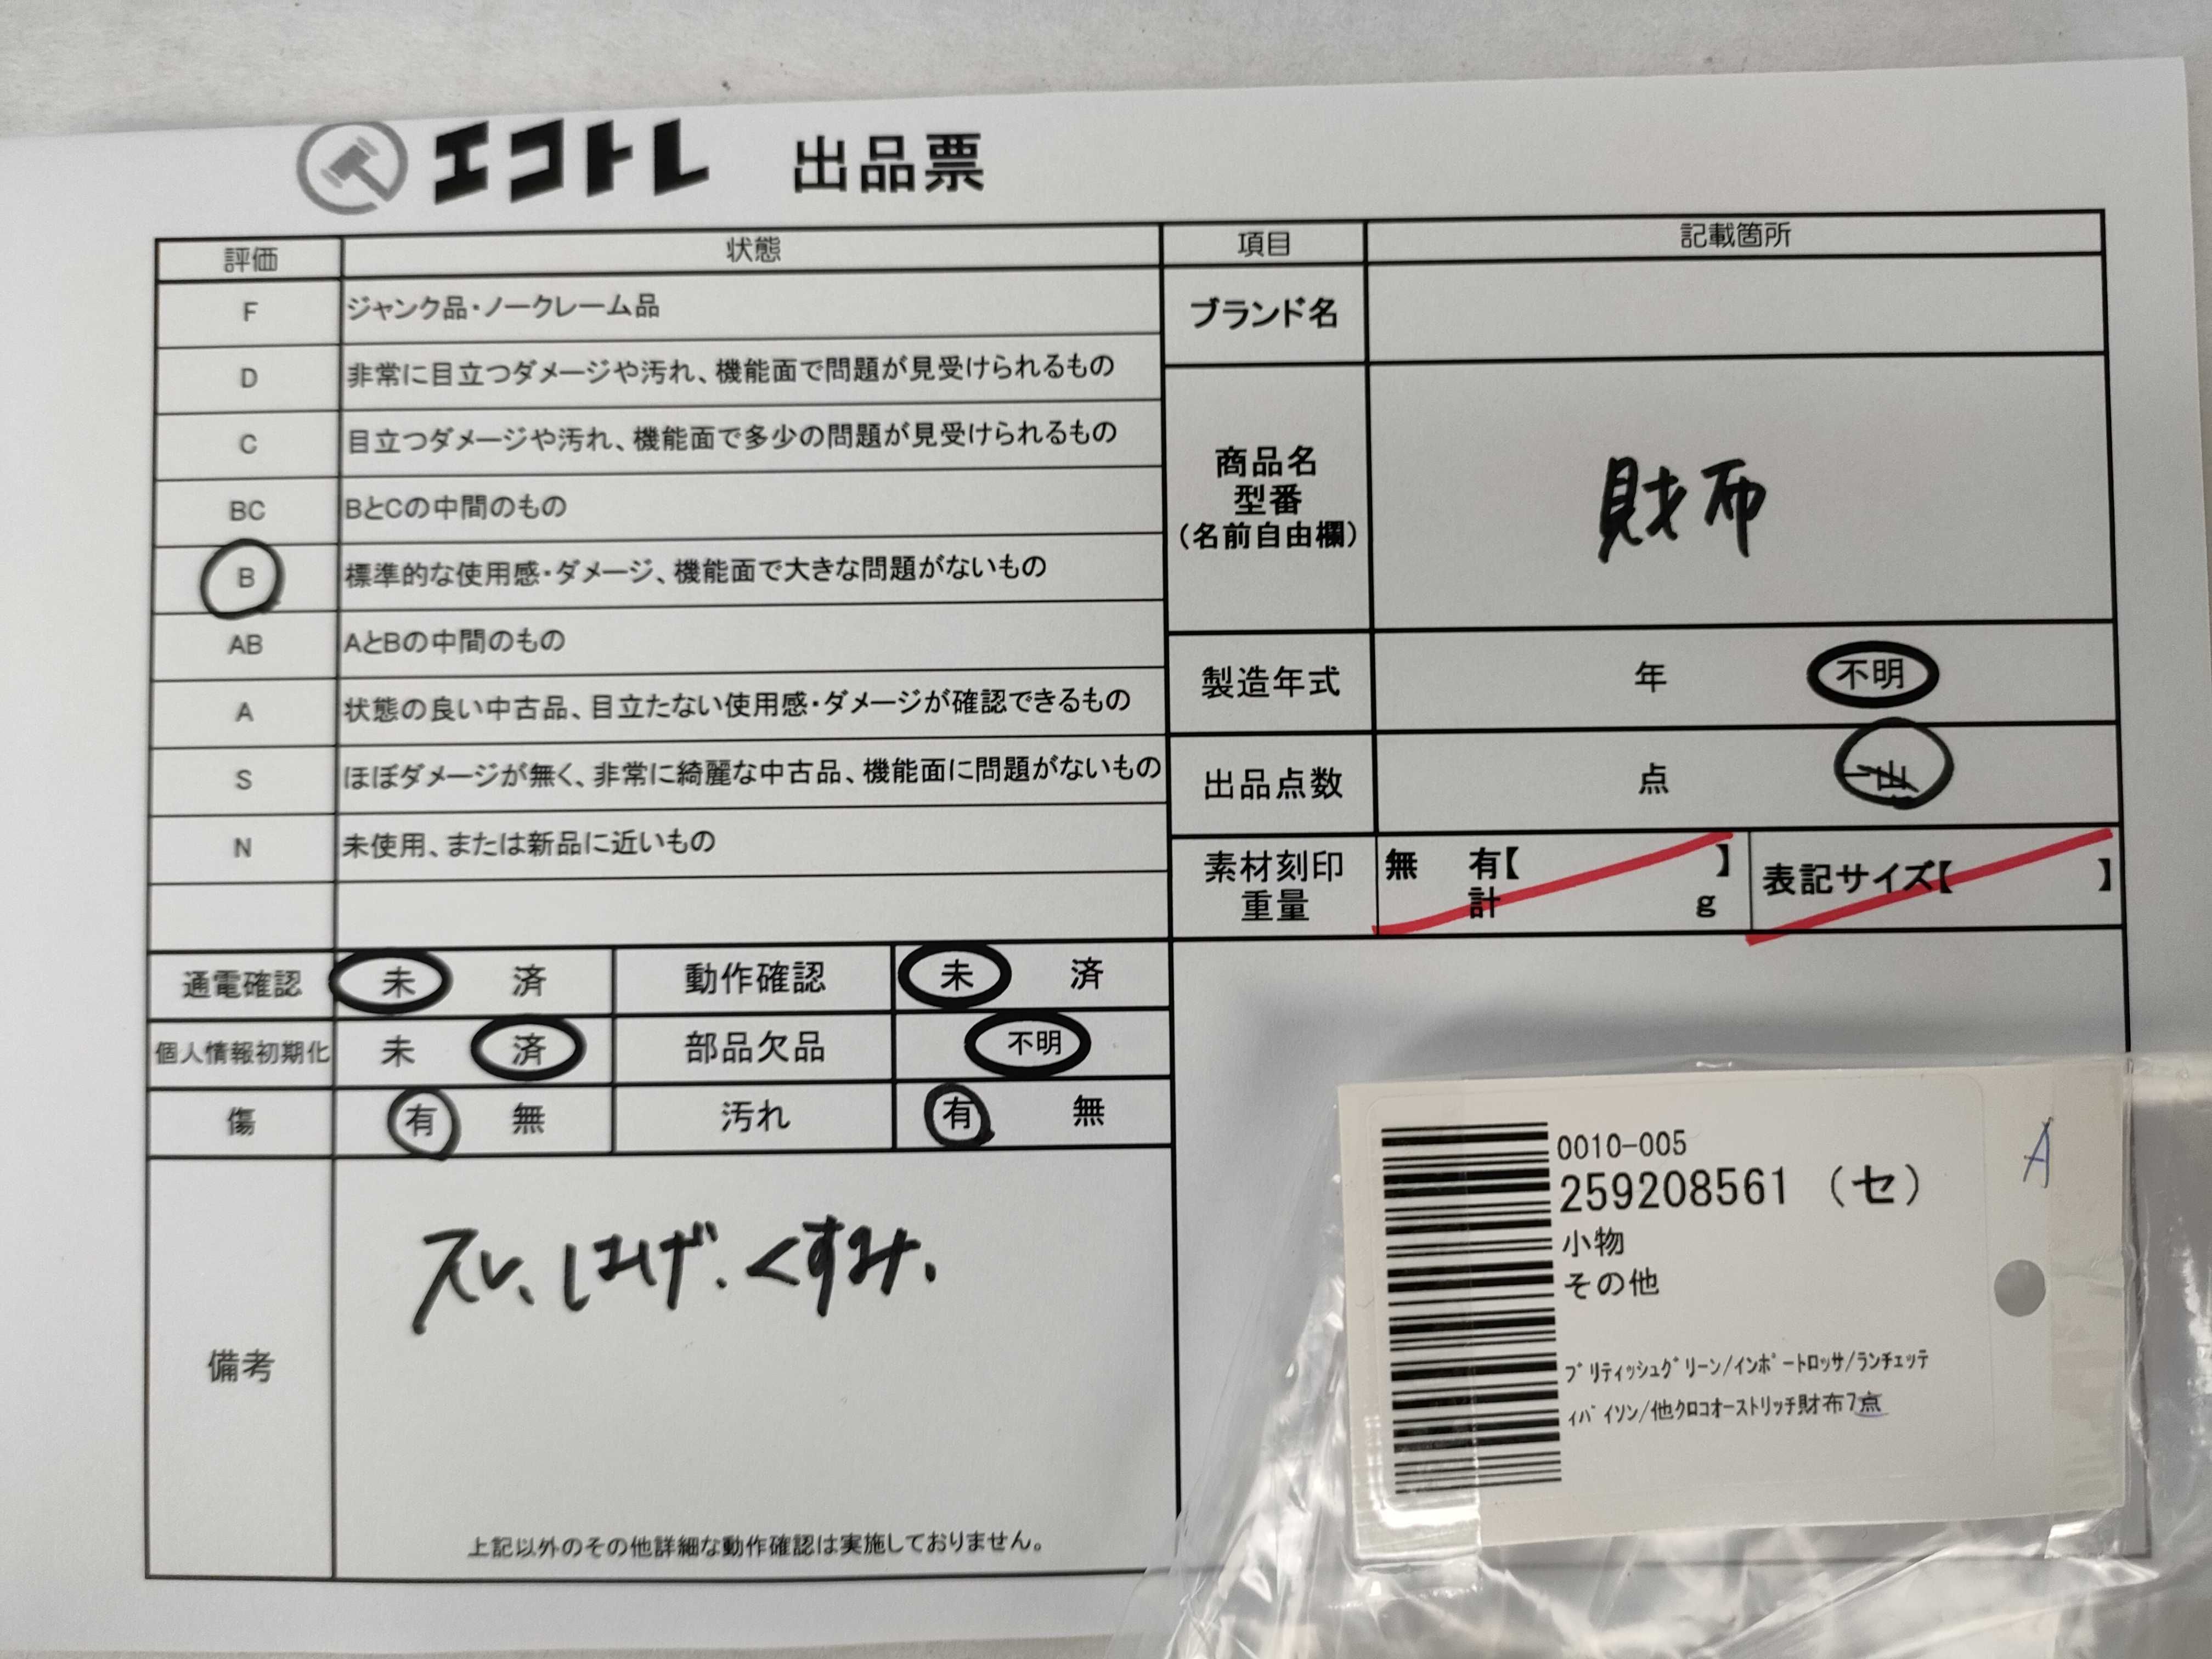 エコトレ 出品票
評価 状態 項目 記載箇所
F ジャンク品・ノークレーム品
D 非常に目立つダメージや汚れ、機能面で問題が見受けられるもの
C 目立つダメージや汚れ、機能面で多少の問題が見受けられるもの
BC BとCの中間のもの
B 標準的な使用感・ダメージ、機能面で大きな問題がないもの
AB AとBの中間のもの
A 状態の良い中古品、目立たない使用感・ダメージが確認できるもの
S ほぼダメージが無く、非常に綺麗な中古品、機能面に問題がないもの
N 未使用、または新品に近いもの
ブランド名
商品名
型番
(名前自由欄)
財布
製造年式 年 不明
出品点数 点 一山
素材刻印 無 有【 】 表記サイズ【 】
重量 計 g
通電確認 未 済 動作確認 未 済
個人情報初期化 未 済 部品欠品 不明
傷 有 無 汚れ 有 無
備考
スレ、はげ、くすみ、
上記以外のその他詳細な動作確認は実施しておりません。
0010-005
259208561 (セ)
小物
その他
ﾌﾞﾘﾃｨｯｼｭｸﾞﾘｰﾝ/ｲﾝﾎﾟｰﾄﾛｯｻ/ﾗﾝﾁｪｯﾃ
ｨﾊﾞｲｿﾝ/他ｸﾛｺｵｰｽﾄﾘｯﾁ財布7点
A